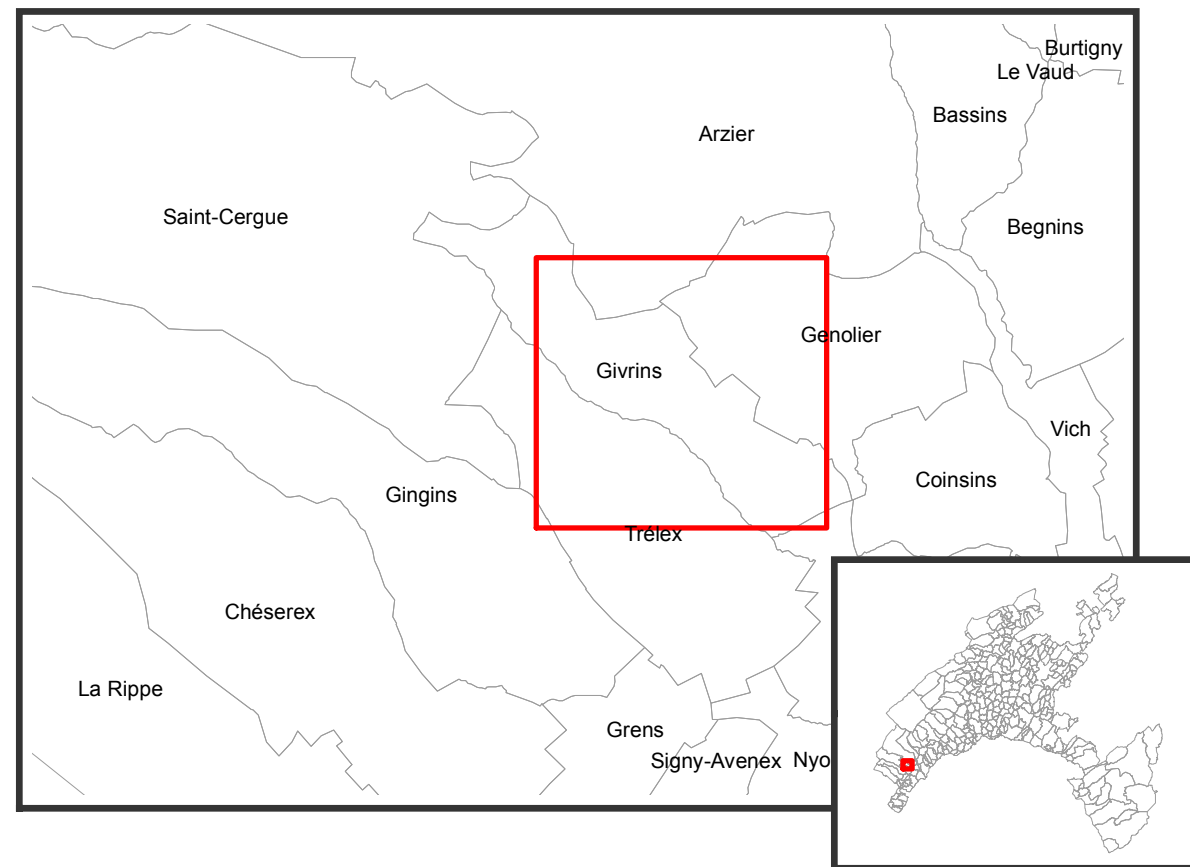 Burtigny
Le Vaud
Bassins
Arzier
Saint-Cergue
Begnins
Genolier
Givrins
Vich
Coinsins
Gingins
Trélex
Chéserex
La Rippe
Grens
Signy-Avenex
Nyo